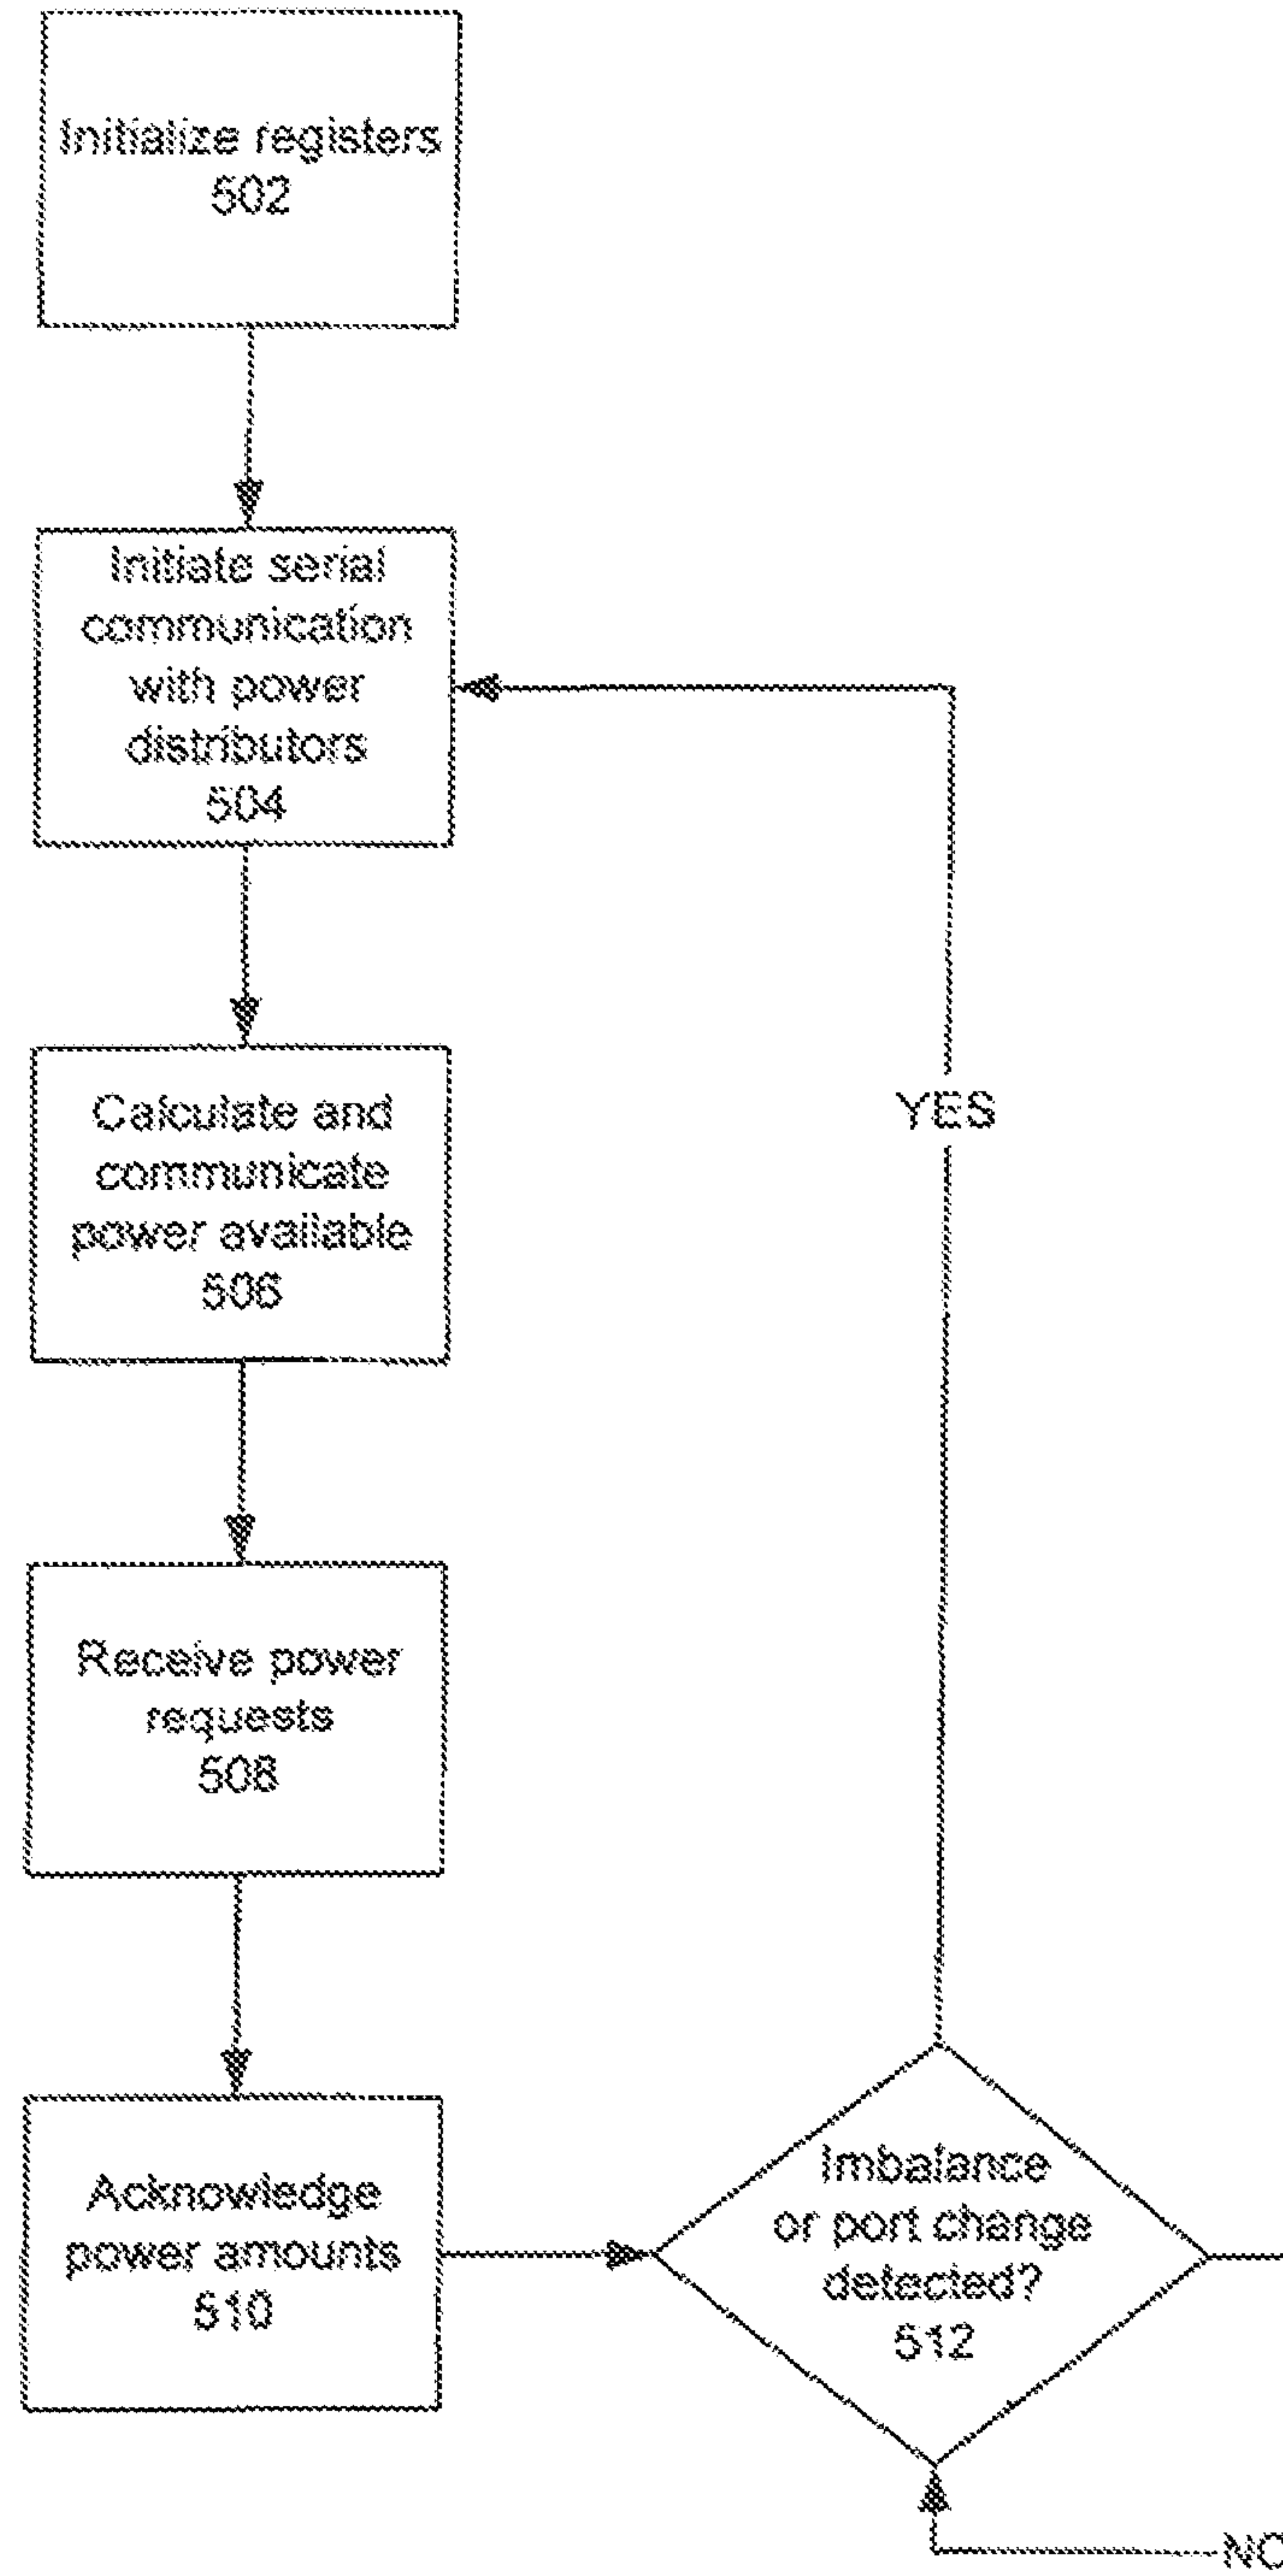 Initialize registers
502
Initiate serial
communication
with power
distributors
504
Calculate and
communicate
power available
506
YES
Receive power
requests
508
Acknowledge
power amounts
510
Imbalance
or port change
detected?
512
NO